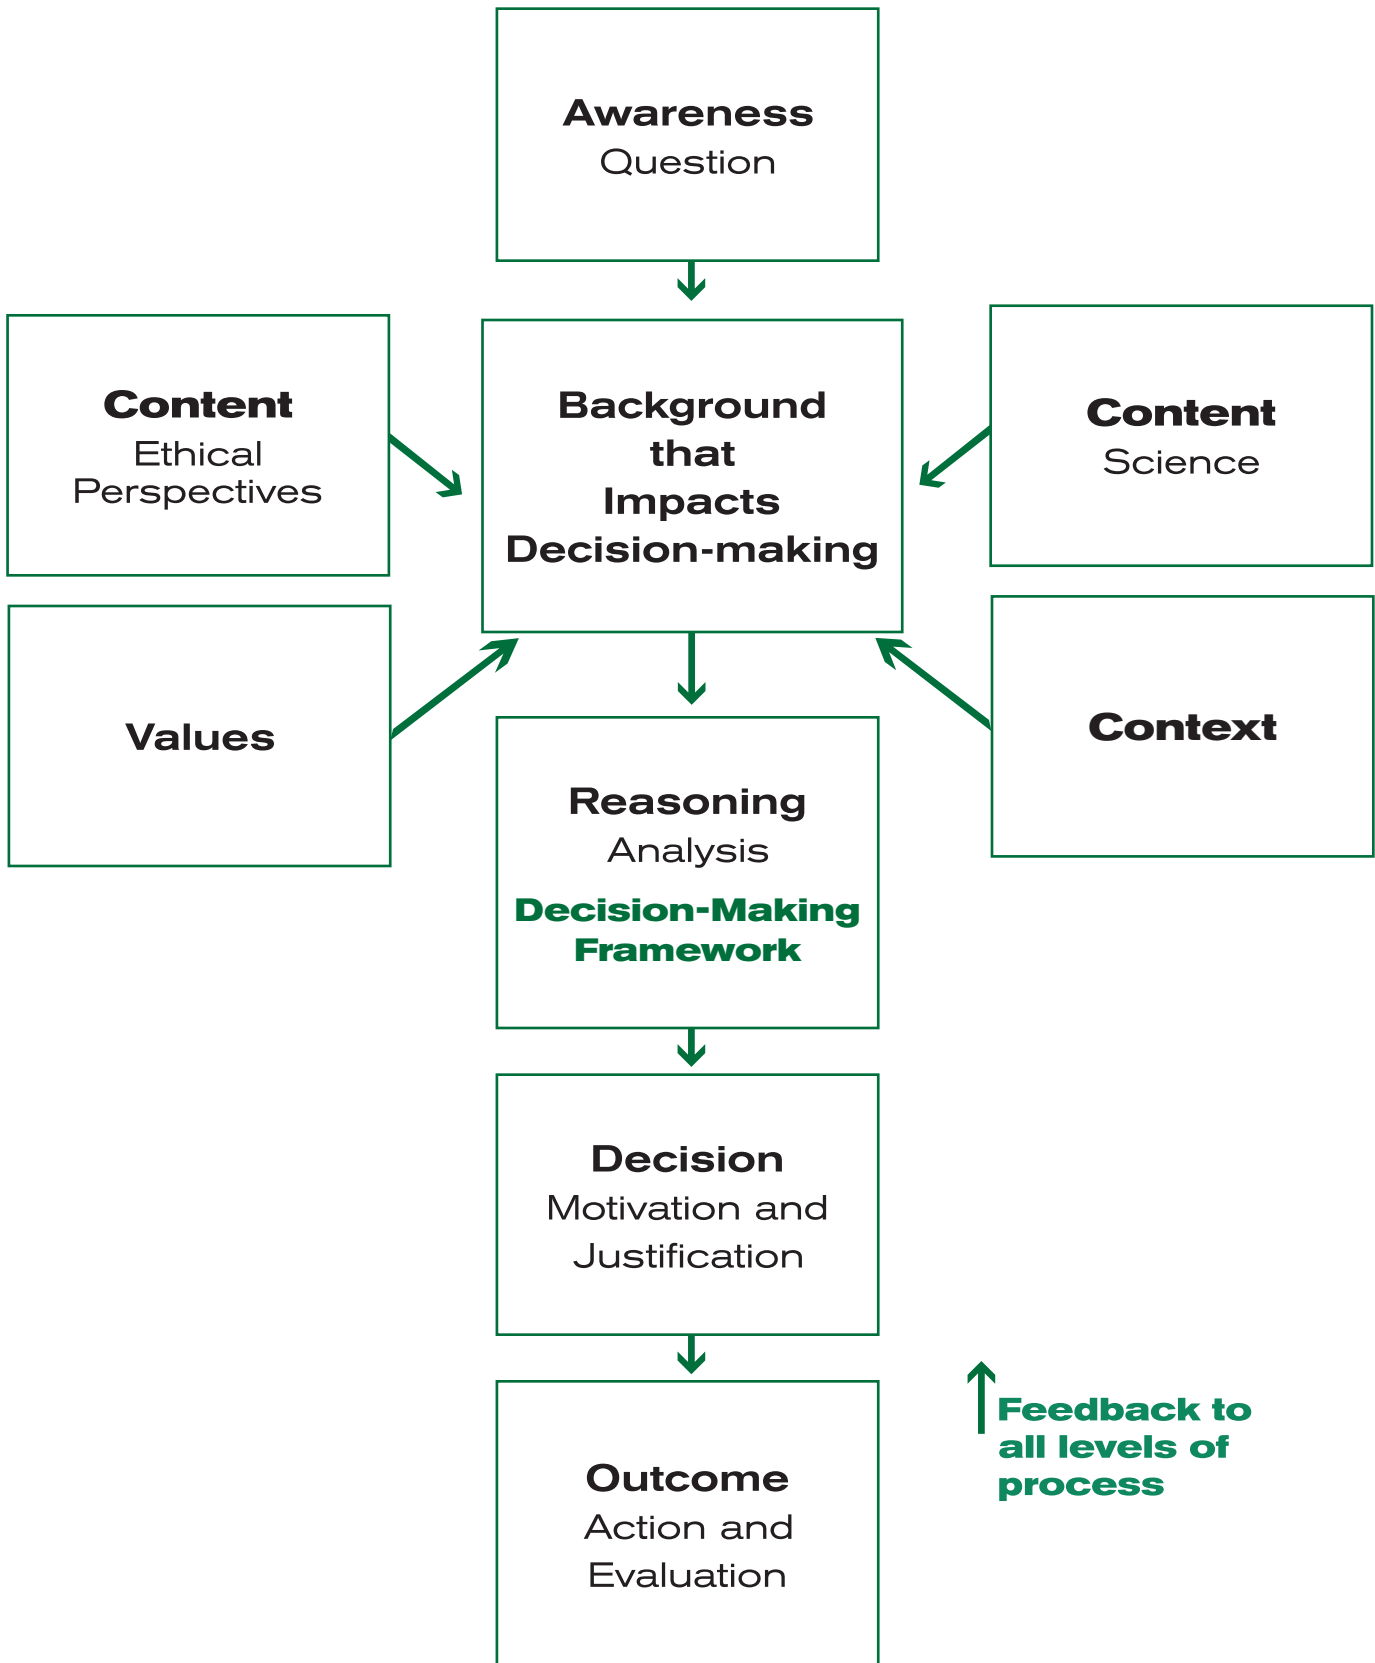 Awareness
Question
Content
Ethical
Perspectives
Background
that
Impacts
Decision-making
Content
Science
Values
Context
Reasoning
Analysis
Decision-Making
Framework
Decision
Motivation and
Justification
Feedback to
all levels of
process
Outcome
Action and
Evaluation